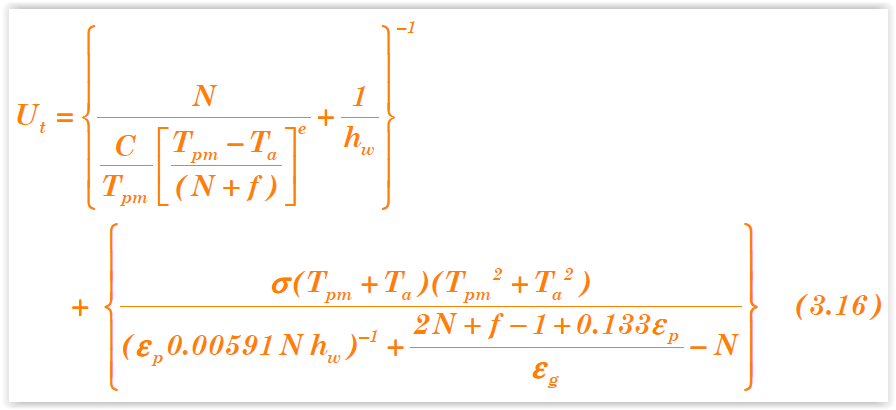 U_t = { N / ( C/T_pm [ (T_pm − T_a) / (N + f) ]^e ) + 1/h_w }^−1
+ { σ(T_pm + T_a)(T_pm^2 + T_a^2) / ( (ε_p 0.00591 N h_w)^−1 + (2N + f − 1 + 0.133ε_p)/ε_g − N ) } (3.16)